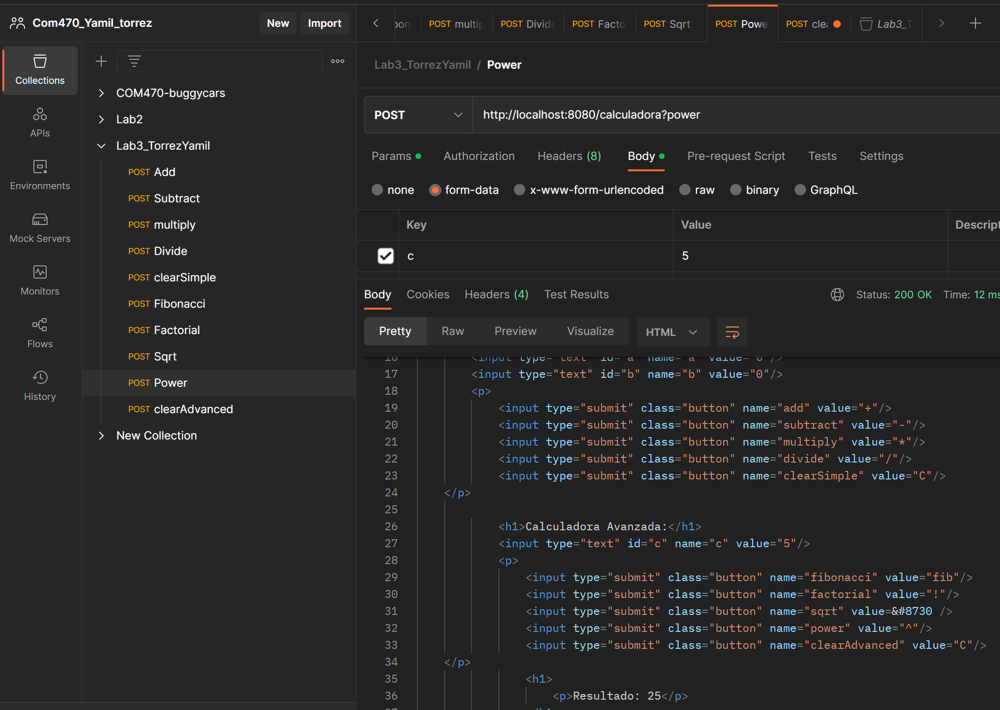 Com470_Yamil_torrez
New
Import
POST multip
POST Divide
POST Facto
POST Sqrt
POST Powe
POST clea
Lab3_T
Collections
APIs
Environments
Mock Servers
Monitors
Flows
History
COM470-buggycars
Lab2
Lab3_TorrezYamil
POST Add
POST Subtract
POST multiply
POST Divide
POST clearSimple
POST Fibonacci
POST Factorial
POST Sqrt
POST Power
POST clearAdvanced
New Collection
Lab3_TorrezYamil / Power
POST
http://localhost:8080/calculadora?power
Params
Authorization
Headers (8)
Body
Pre-request Script
Tests
Settings
none
form-data
x-www-form-urlencoded
raw
binary
GraphQL
Key
Value
Descript
c
5
Body
Cookies
Headers (4)
Test Results
Status: 200 OK
Time: 12 ms
Pretty
Raw
Preview
Visualize
HTML
16 <input type="text" id="a" name="a" value="0"/>
17 <input type="text" id="b" name="b" value="0"/>
18 <p>
19 <input type="submit" class="button" name="add" value="+"/>
20 <input type="submit" class="button" name="subtract" value="-"/>
21 <input type="submit" class="button" name="multiply" value="*"/>
22 <input type="submit" class="button" name="divide" value="/"/>
23 <input type="submit" class="button" name="clearSimple" value="C"/>
24 </p>
25
26 <h1>Calculadora Avanzada:</h1>
27 <input type="text" id="c" name="c" value="5"/>
28 <p>
29 <input type="submit" class="button" name="fibonacci" value="fib"/>
30 <input type="submit" class="button" name="factorial" value="!"/>
31 <input type="submit" class="button" name="sqrt" value=&#8730 />
32 <input type="submit" class="button" name="power" value="^"/>
33 <input type="submit" class="button" name="clearAdvanced" value="C"/>
34 </p>
35 <h1>
36 <p>Resultado: 25</p>